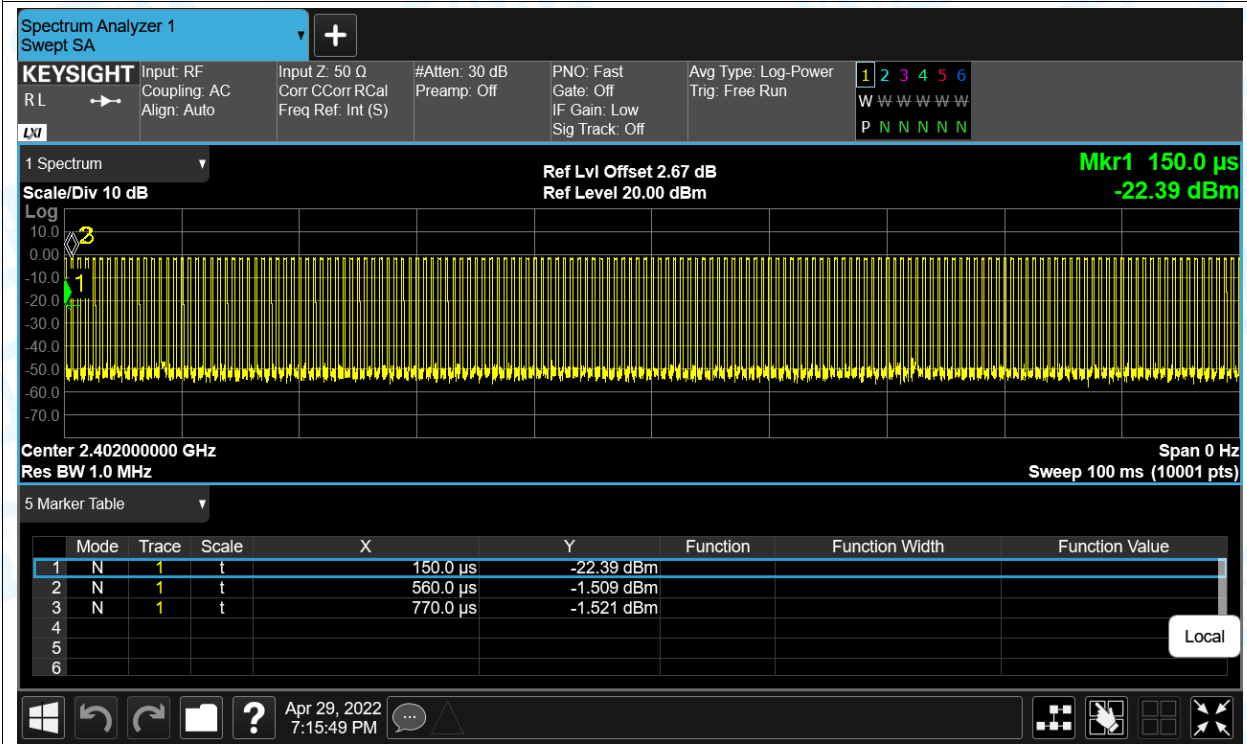 Spectrum Analyzer 1
Swept SA
KEYSIGHT
R L
LXI
Input: RF
Coupling: AC
Align: Auto
Input Z: 50 Ω
Corr CCorr RCal
Freq Ref: Int (S)
#Atten: 30 dB
Preamp: Off
PNO: Fast
Gate: Off
IF Gain: Low
Sig Track: Off
Avg Type: Log-Power
Trig: Free Run
1 2 3 4 5 6
W W W W W W
P N N N N N
1 Spectrum
Scale/Div 10 dB
Ref Lvl Offset 2.67 dB
Ref Level 20.00 dBm
Mkr1 150.0 µs
-22.39 dBm
Log
10.0
0.00
-10.0
-20.0
-30.0
-40.0
-50.0
-60.0
-70.0
1
Center 2.402000000 GHz
Res BW 1.0 MHz
Span 0 Hz
Sweep 100 ms (10001 pts)
5 Marker Table
Mode Trace Scale X Y Function Function Width Function Value
1 N 1 t 150.0 µs -22.39 dBm
2 N 1 t 560.0 µs -1.509 dBm
3 N 1 t 770.0 µs -1.521 dBm
4
5
6
Local
?
Apr 29, 2022
7:15:49 PM